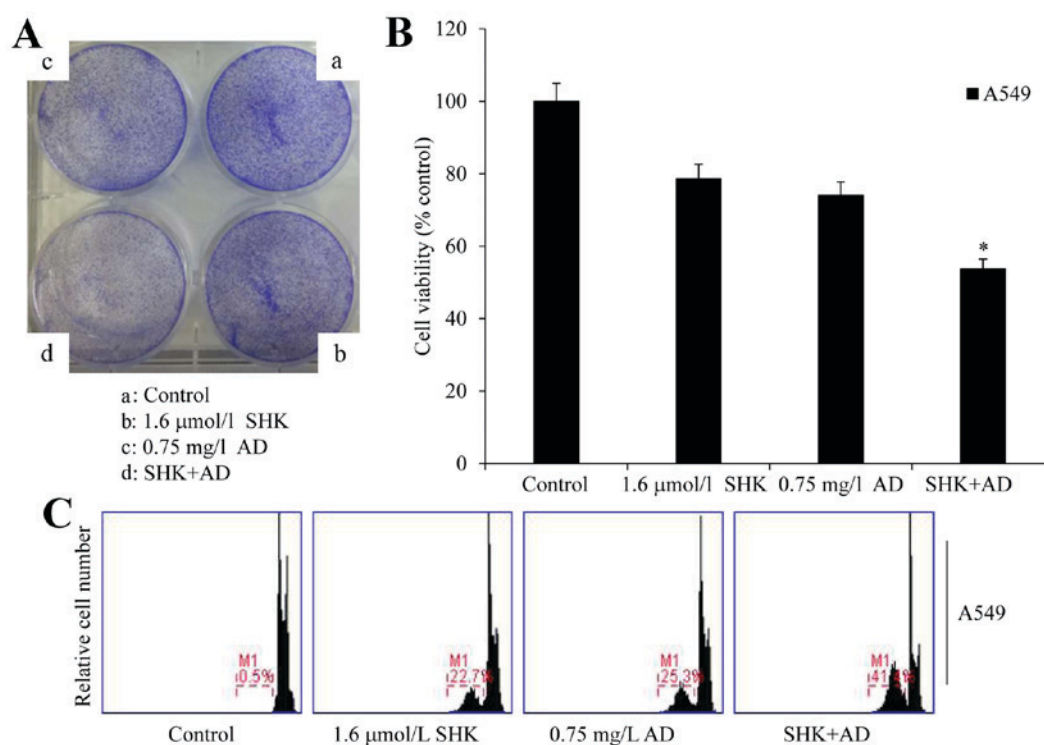 A
c
a
d
b
a: Control
b: 1.6 μmol/l SHK
c: 0.75 mg/l AD
d: SHK+AD
B
120
100
80
60
40
20
0
Cell viability (% control)
A549
*
Control 1.6 μmol/l SHK 0.75 mg/l AD SHK+AD
C
Relative cell number
M1
0.5%
M1
22.7%
M1
25.3%
M1
A549
Control 1.6 μmol/L SHK 0.75 mg/L AD SHK+AD